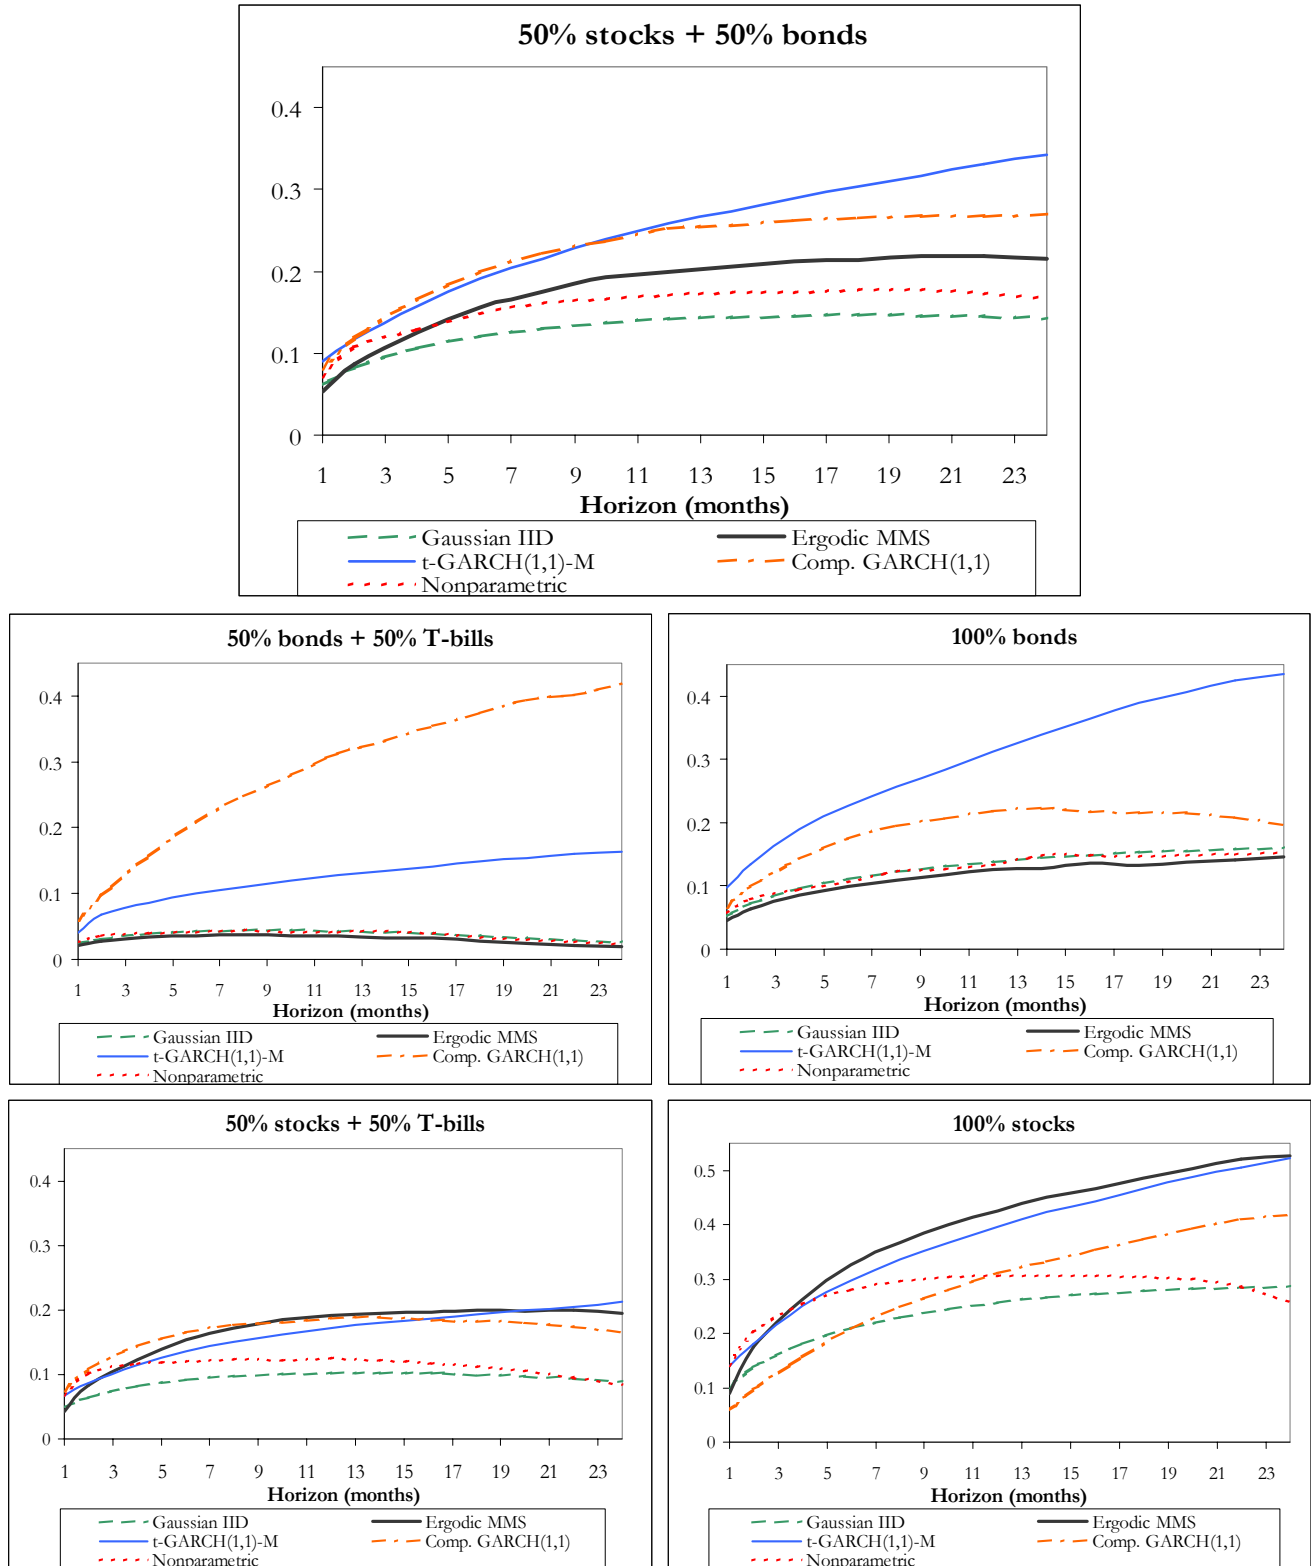 50% stocks + 50% bonds
0.4
0.3
0.2
0.1
0
1 3 5 7 9 11 13 15 17 19 21 23
Horizon (months)
Gaussian IID Ergodic MMS
t-GARCH(1,1)-M Comp. GARCH(1,1)
Nonparametric
50% bonds + 50% T-bills
0.4
0.3
0.2
0.1
0
1 3 5 7 9 11 13 15 17 19 21 23
Horizon (months)
Gaussian IID Ergodic MMS
t-GARCH(1,1)-M Comp. GARCH(1,1)
Nonparametric
100% bonds
0.4
0.3
0.2
0.1
0
1 3 5 7 9 11 13 15 17 19 21 23
Horizon (months)
Gaussian IID Ergodic MMS
t-GARCH(1,1)-M Comp. GARCH(1,1)
Nonparametric
50% stocks + 50% T-bills
0.4
0.3
0.2
0.1
0
1 3 5 7 9 11 13 15 17 19 21 23
Horizon (months)
Gaussian IID Ergodic MMS
t-GARCH(1,1)-M Comp. GARCH(1,1)
Nonparametric
100% stocks
0.5
0.4
0.3
0.2
0.1
0
1 3 5 7 9 11 13 15 17 19 21 23
Horizon (months)
Gaussian IID Ergodic MMS
t-GARCH(1,1)-M Comp. GARCH(1,1)
Nonparametric